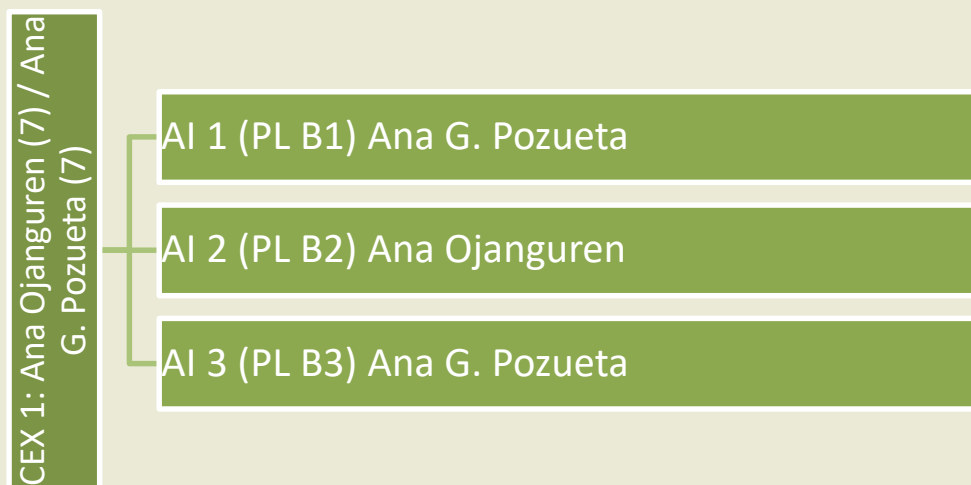 CEX 1: Ana Ojanguren (7) / Ana
G. Pozueta (7)
AI 1 (PL B1) Ana G. Pozueta
AI 2 (PL B2) Ana Ojanguren
AI 3 (PL B3) Ana G. Pozueta